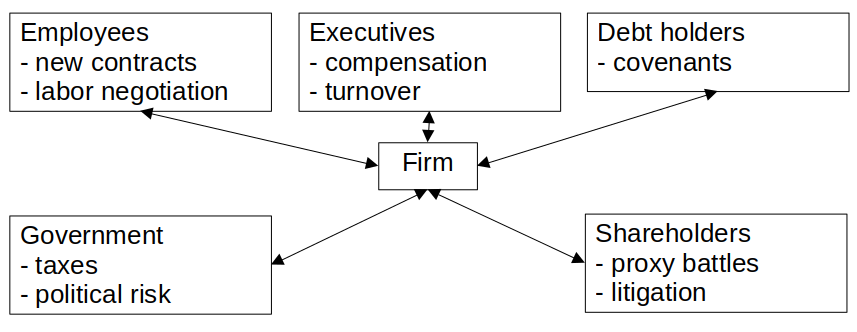 Employees
- new contracts
- labor negotiation
Executives
- compensation
- turnover
Debt holders
- covenants
Firm
Government
- taxes
- political risk
Shareholders
- proxy battles
- litigation